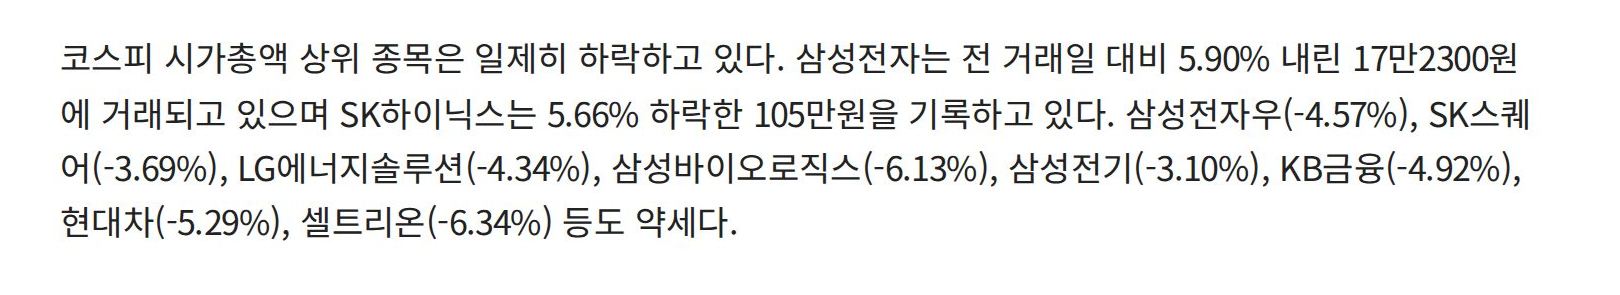 코스피 시가총액 상위 종목은 일제히 하락하고 있다. 삼성전자는 전 거래일 대비 5.90% 내린 17만2300원
에 거래되고 있으며 SK하이닉스는 5.66% 하락한 105만원을 기록하고 있다. 삼성전자우(-4.57%), SK스퀘
어(-3.69%), LG에너지솔루션(-4.34%), 삼성바이오로직스(-6.13%), 삼성전기(-3.10%), KB금융(-4.92%),
현대차(-5.29%), 셀트리온(-6.34%) 등도 약세다.